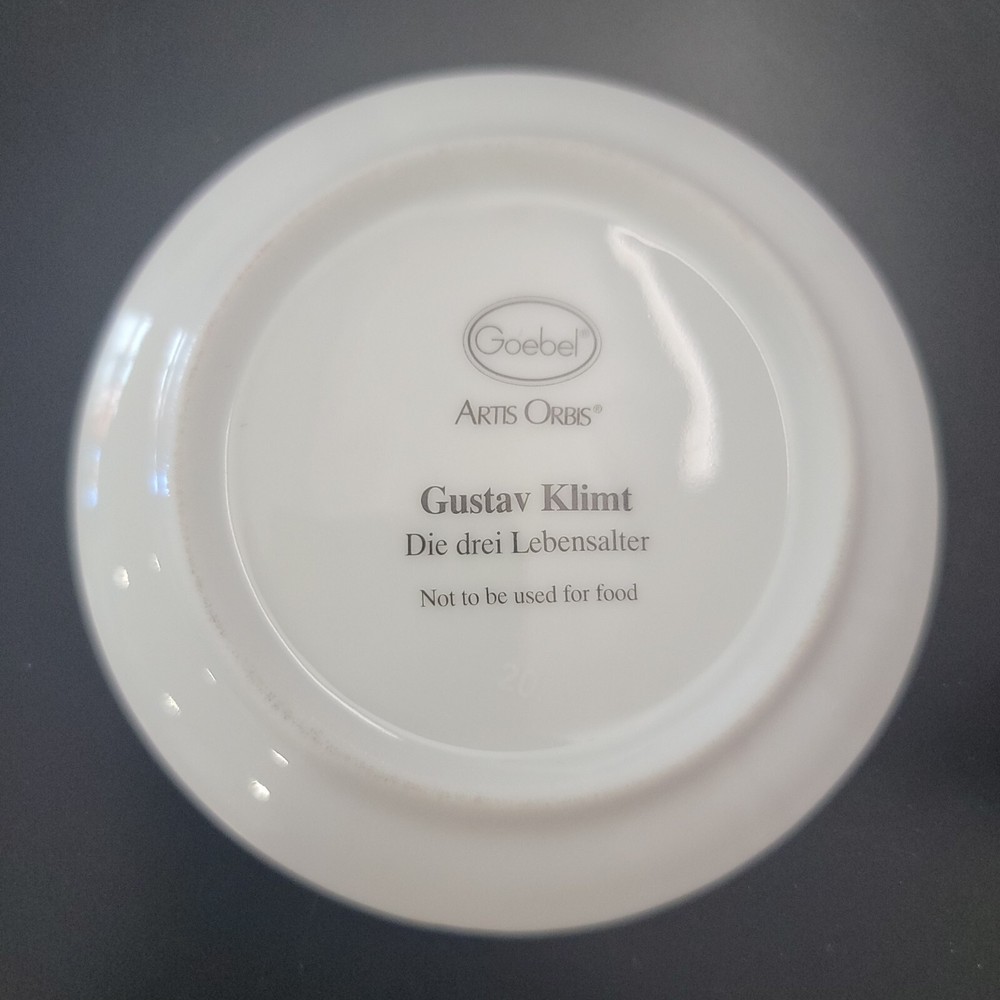 Goebel®
ARTIS ORBIS®
Gustav Klimt
Die drei Lebensalter
Not to be used for food